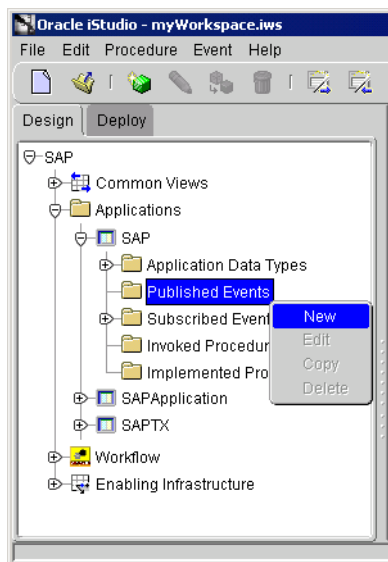 Oracle iStudio - myWorkspace.iws
File Edit Procedure Event Help
Design Deploy
SAP
Common Views
Applications
SAP
Application Data Types
Published Events
Subscribed Event
New
Invoked Procedur
Edit
Implemented Pro
Copy
Delete
SAPApplication
SAPTX
Workflow
Enabling Infrastructure